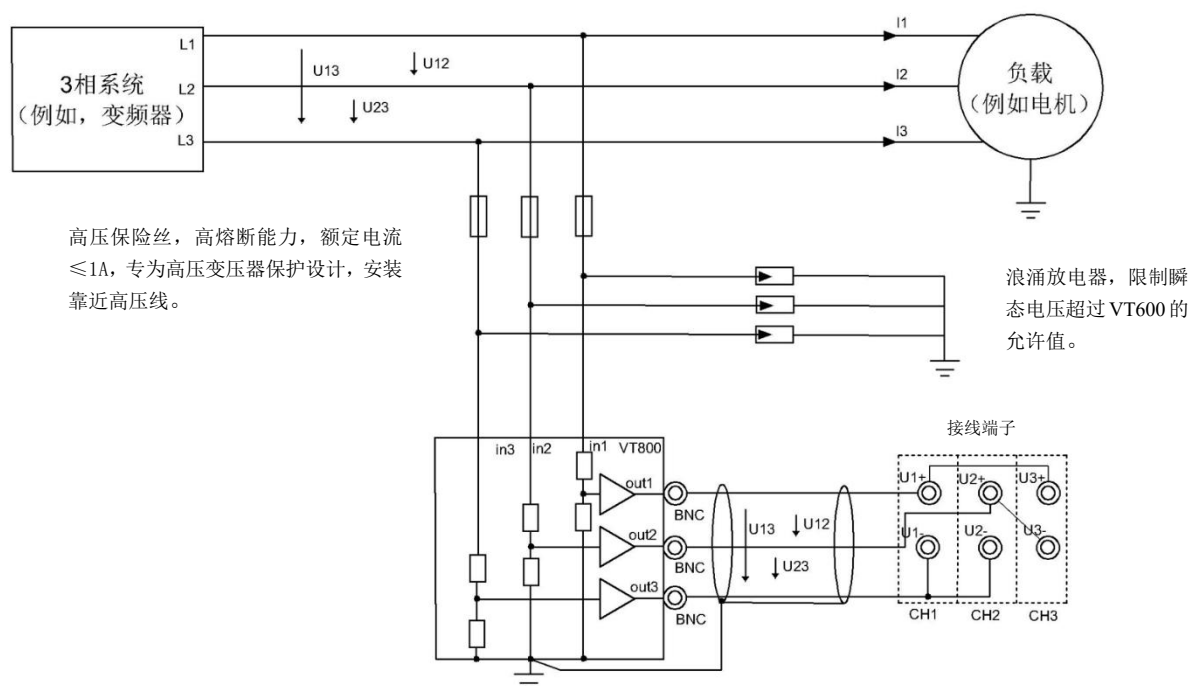 I1
L1
3相系统
(例如，变频器)
U13
U12
L2
I2
负载
(例如电机)
U23
L3
I3
高压保险丝，高熔断能力，额定电流
≤1A，专为高压变压器保护设计，安装
靠近高压线。
浪涌放电器，限制瞬
态电压超过VT600的
允许值。
接线端子
in3
in2
in1
VT800
out1
BNC
U1+
U2+
U3+
out2
BNC
U13
U12
U23
U1-
U2-
U3-
out3
BNC
CH1
CH2
CH3